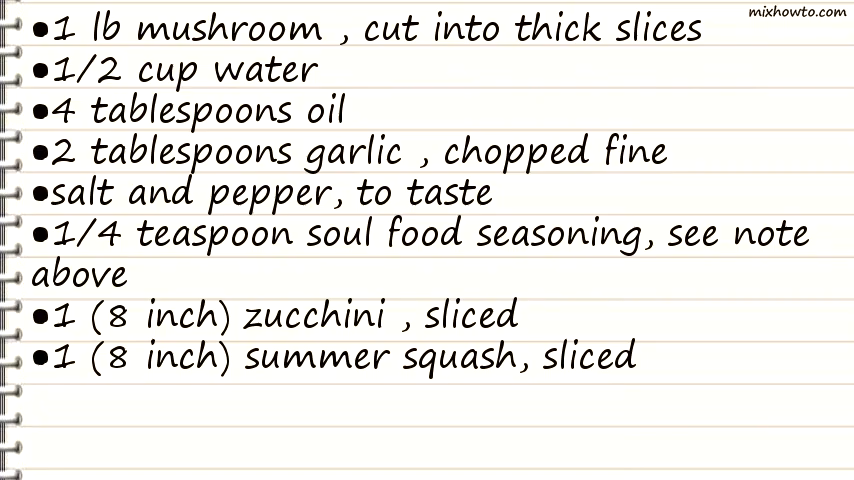 mixhowto.com
●1 lb mushroom , cut into thick slices
●1/2 cup water
●4 tablespoons oil
●2 tablespoons garlic , chopped fine
●salt and pepper, to taste
●1/4 teaspoon soul food seasoning, see note
above
●1 (8 inch) zucchini , sliced
●1 (8 inch) summer squash, sliced